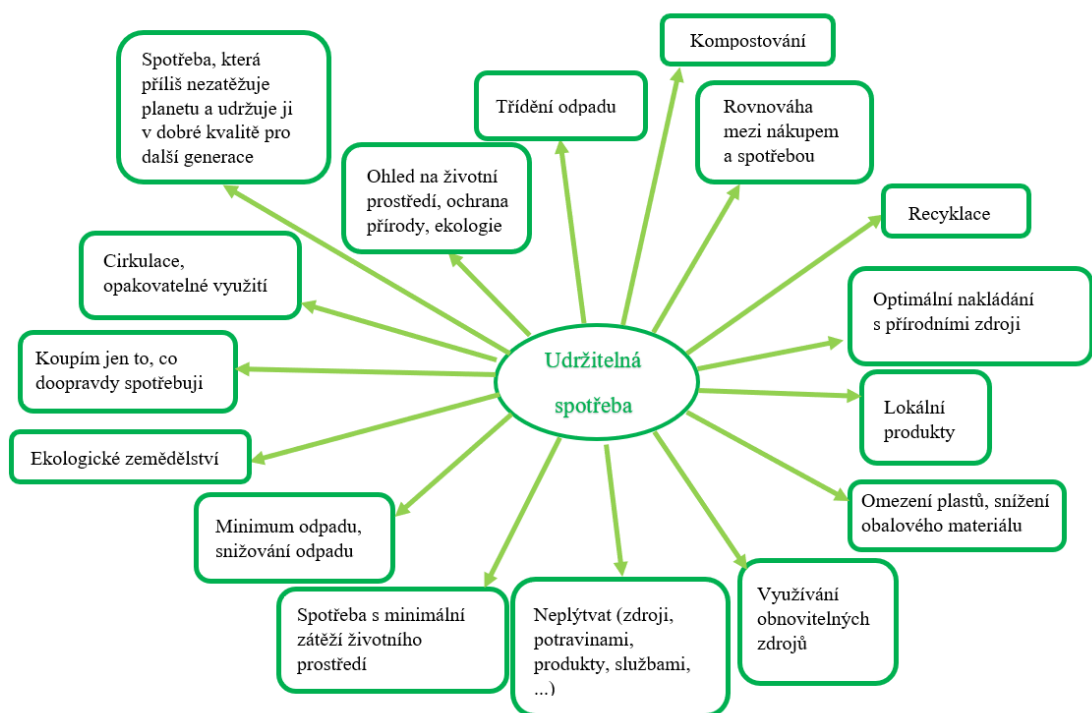 Kompostování
Spotřeba, která
příliš nezatěžuje
planetu a udržuje ji
v dobré kvalitě pro
další generace
Třídění odpadu
Rovnováha
mezi nákupem
a spotřebou
Ohled na životní
prostředí, ochrana
přírody, ekologie
Recyklace
Cirkulace,
opakovatelné využití
Optimální nakládání
s přírodními zdroji
Koupím jen to, co
doopravdy spotřebuji
Udržitelná
spotřeba
Lokální
produkty
Ekologické zemědělství
Omezení plastů, snížení
obalového materiálu
Minimum odpadu,
snižování odpadu
Využívání
obnovitelných
zdrojů
Spotřeba s minimální
zátěží životního
prostředí
Neplýtvat (zdroji,
potravinami,
produkty, službami,
...)